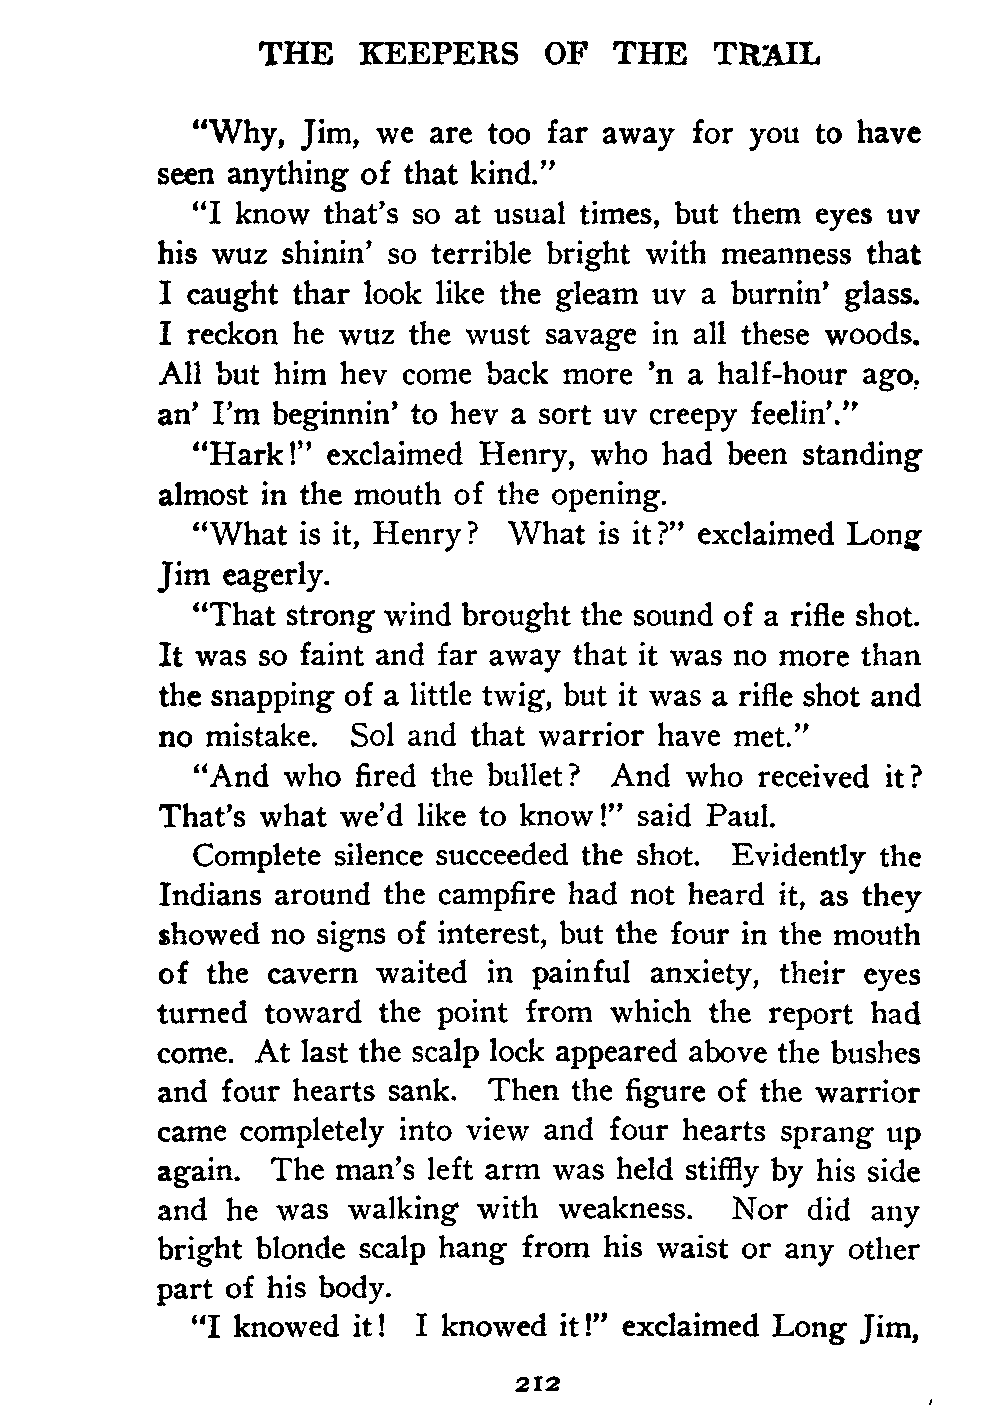 THE KEEPERS OF THE TRAIL
"Why, Jim, we are too far away for you to have
seen anything of that kind."
"I know that's so at usual times, but them eyes uv
his wuz shinin' so terrible bright with meanness that
I caught thar look like the gleam uv a burnin' glass.
I reckon he wuz the wust savage in all these woods.
All but him hev come back more 'n a half-hour ago,
an' I'm beginnin' to hev a sort uv creepy feelin'."
"Hark!" exclaimed Henry, who had been standing
almost in the mouth of the opening.
"What is it, Henry? What is it?" exclaimed Long
Jim eagerly.
"That strong wind brought the sound of a rifle shot.
It was so faint and far away that it was no more than
the snapping of a little twig, but it was a rifle shot and
no mistake. Sol and that warrior have met."
"And who fired the bullet? And who received it?
That's what we'd like to know!" said Paul.
Complete silence succeeded the shot. Evidently the
Indians around the campfire had not heard it, as they
showed no signs of interest, but the four in the mouth
of the cavern waited in painful anxiety, their eyes
turned toward the point from which the report had
come. At last the scalp lock appeared above the bushes
and four hearts sank. Then the figure of the warrior
came completely into view and four hearts sprang up
again. The man's left arm was held stiffly by his side
and he was walking with weakness. Nor did any
bright blonde scalp hang from his waist or any other
part of his body.
"I knowed it! I knowed it!" exclaimed Long Jim,
212